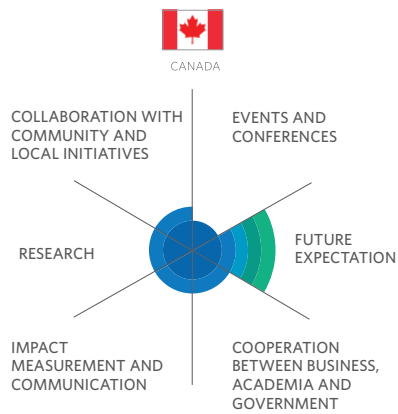 CANADA
COLLABORATION WITH
COMMUNITY AND
LOCAL INITIATIVES
EVENTS AND
CONFERENCES
RESEARCH
FUTURE
EXPECTATION
IMPACT
MEASUREMENT AND
COMMUNICATION
COOPERATION
BETWEEN BUSINESS,
ACADEMIA AND
GOVERNMENT